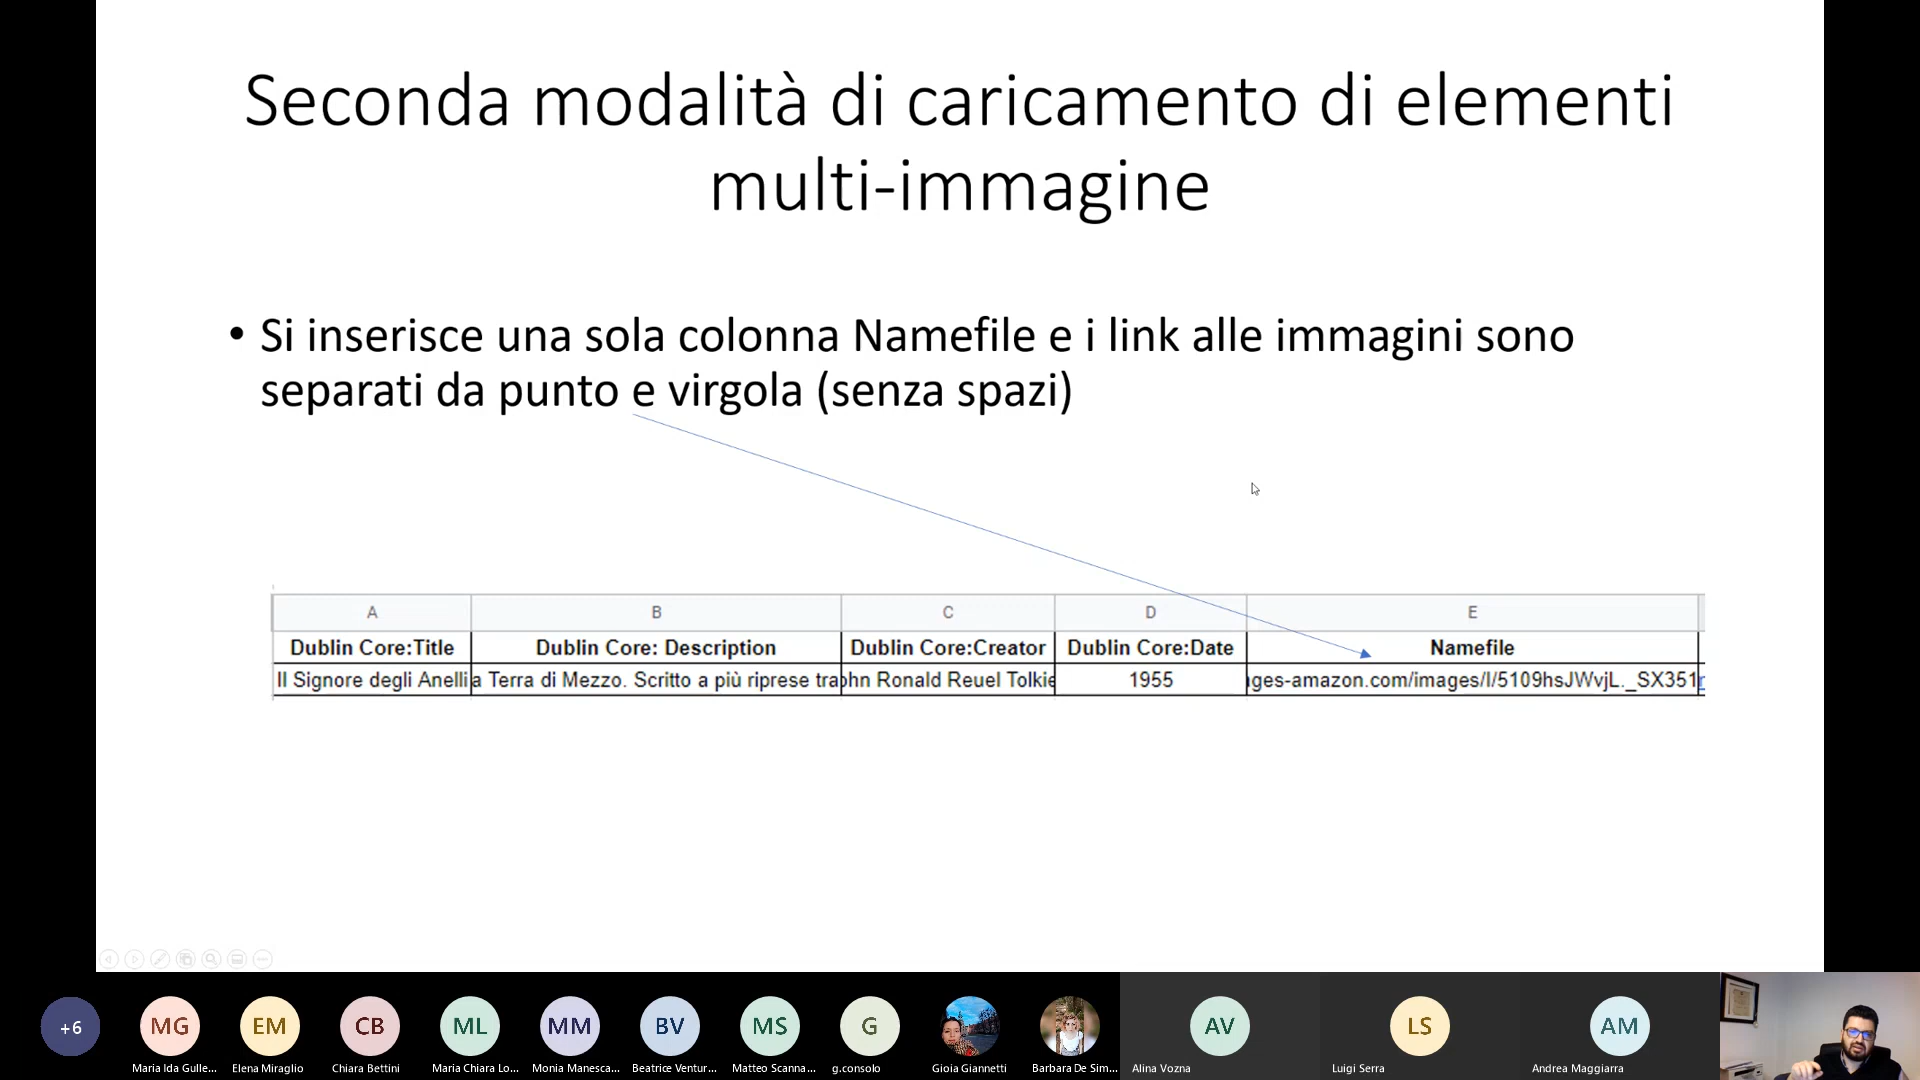 Seconda modalità di caricamento di elementi
multi-immagine
• Si inserisce una sola colonna Namefile e i link alle immagini sono
separati da punto e virgola (senza spazi)
A B C D E
Dublin Core:Title Dublin Core: Description Dublin Core:Creator Dublin Core:Date Namefile
Il Signore degli Anelli a Terra di Mezzo. Scritto a più riprese tra ohn Ronald Reuel Tolkie 1955 ges-amazon.com/images/I/5109hsJWvjL._SX351
+6 MG EM CB ML MM BV MS G AV LS AM
Maria Ida Gulle... Elena Miraglio Chiara Bettini Maria Chiara Lo... Monia Manesca... Beatrice Ventur... Matteo Scanna... g.consolo Gioia Giannetti Barbara De Sim... Alina Vozna Luigi Serra Andrea Maggiarra